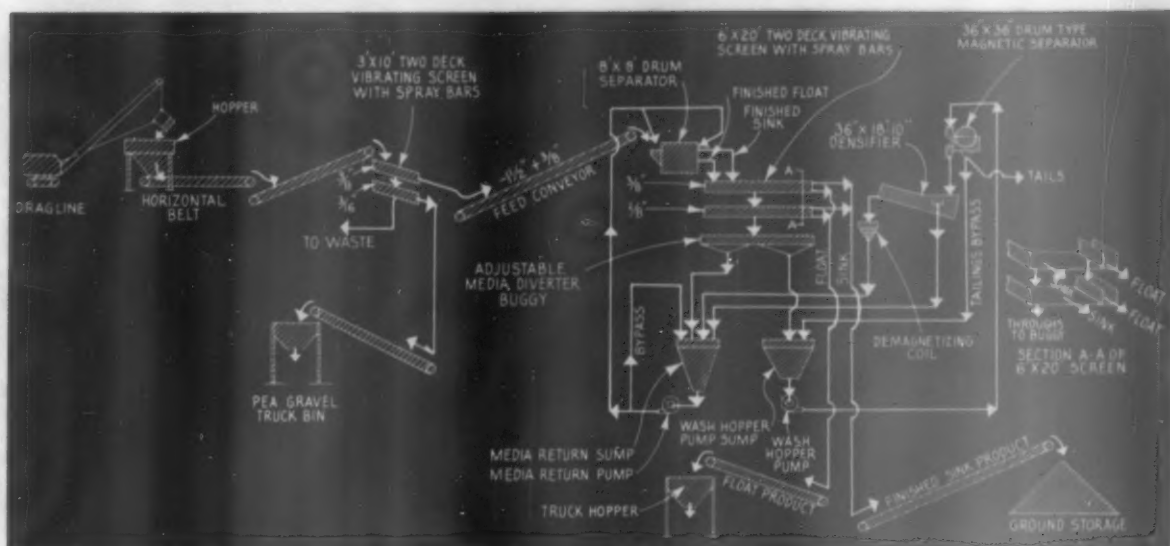 DRAGLINE
HOPPER
HORIZONTAL
BELT
3'X10' TWO DECK
VIBRATING SCREEN
WITH SPRAY BARS
3/8"
3/16
TO WASTE
PEA GRAVEL
TRUCK BIN
-1½" + 3/8"
FEED CONVEYOR
8'X 8' DRUM
SEPARATOR
6'X20' TWO DECK VIBRATING
SCREEN WITH SPRAY BARS
FINISHED FLOAT
FINISHED
SINK
36"X 36" DRUM TYPE
MAGNETIC SEPARATOR
36"X 18'10"
DENSIFIER
TAILS
A
A
ADJUSTABLE
MEDIA DIVERTER
BUGGY
FLOAT
SINK
TAILINGS BYPASS
BYPASS
DEMAGNETIZING
COIL
FLOAT
SINK
FLOAT
THROUGHS
TO BUGGY
SECTION A-A OF
6'X20' SCREEN
WASH HOPPER
PUMP SUMP
WASH
HOPPER
PUMP
MEDIA RETURN SUMP
MEDIA RETURN PUMP
TRUCK HOPPER
FLOAT PRODUCT
FINISHED SINK PRODUCT
GROUND STORAGE